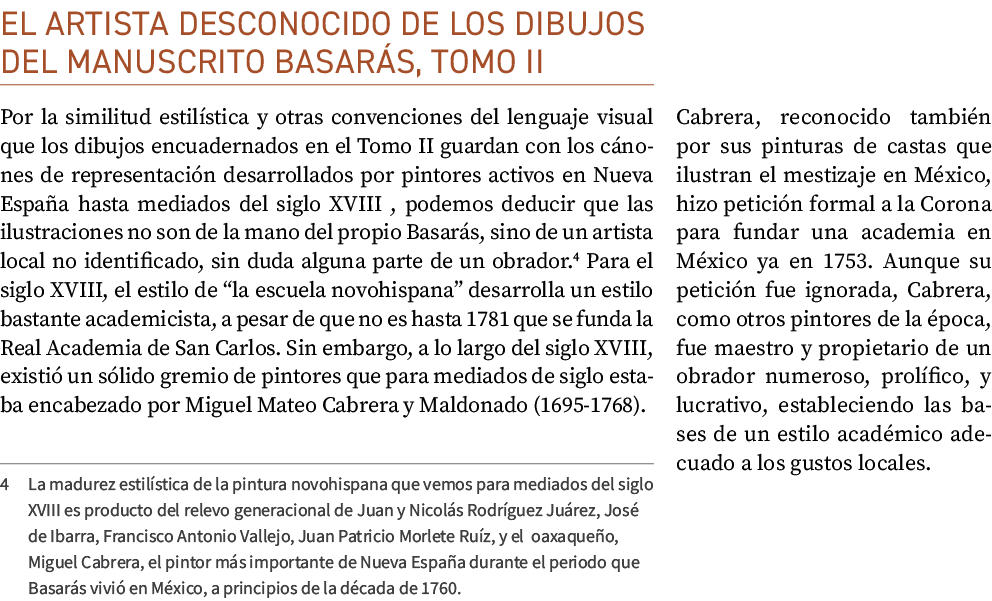 EL ARTISTA DESCONOCIDO DE LOS DIBUJOS
DEL MANUSCRITO BASARÁS, TOMO II
Por la similitud estilística y otras convenciones del lenguaje visual
que los dibujos encuadernados en el Tomo II guardan con los cáno-
nes de representación desarrollados por pintores activos en Nueva
España hasta mediados del siglo XVIII , podemos deducir que las
ilustraciones no son de la mano del propio Basarás, sino de un artista
local no identificado, sin duda alguna parte de un obrador.⁴ Para el
siglo XVIII, el estilo de “la escuela novohispana” desarrolla un estilo
bastante academicista, a pesar de que no es hasta 1781 que se funda la
Real Academia de San Carlos. Sin embargo, a lo largo del siglo XVIII,
existió un sólido gremio de pintores que para mediados de siglo esta-
ba encabezado por Miguel Mateo Cabrera y Maldonado (1695-1768).
4 La madurez estilística de la pintura novohispana que vemos para mediados del siglo
XVIII es producto del relevo generacional de Juan y Nicolás Rodríguez Juárez, José
de Ibarra, Francisco Antonio Vallejo, Juan Patricio Morlete Ruíz, y el oaxaqueño,
Miguel Cabrera, el pintor más importante de Nueva España durante el periodo que
Basarás vivió en México, a principios de la década de 1760.
Cabrera, reconocido también
por sus pinturas de castas que
ilustran el mestizaje en México,
hizo petición formal a la Corona
para fundar una academia en
México ya en 1753. Aunque su
petición fue ignorada, Cabrera,
como otros pintores de la época,
fue maestro y propietario de un
obrador numeroso, prolífico, y
lucrativo, estableciendo las ba-
ses de un estilo académico ade-
cuado a los gustos locales.